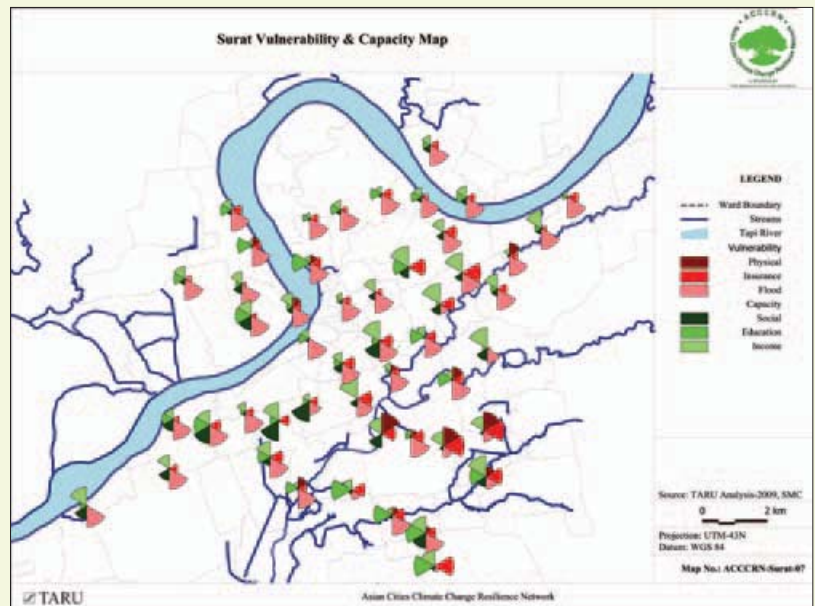 Surat Vulnerability & Capacity Map
ACCCRN
LEGEND
Ward Boundary
Streams
Tapi River
Vulnerability
Physical
Insurance
Flood
Capacity
Social
Education
Income
Source: TARU Analysis-2009, SMC
0 2 km
Projection: UTM-43N
Datum: WGS 84
Map No.: ACCCRN-Surat-07
TARU
Asian Cities Climate Change Resilience Network